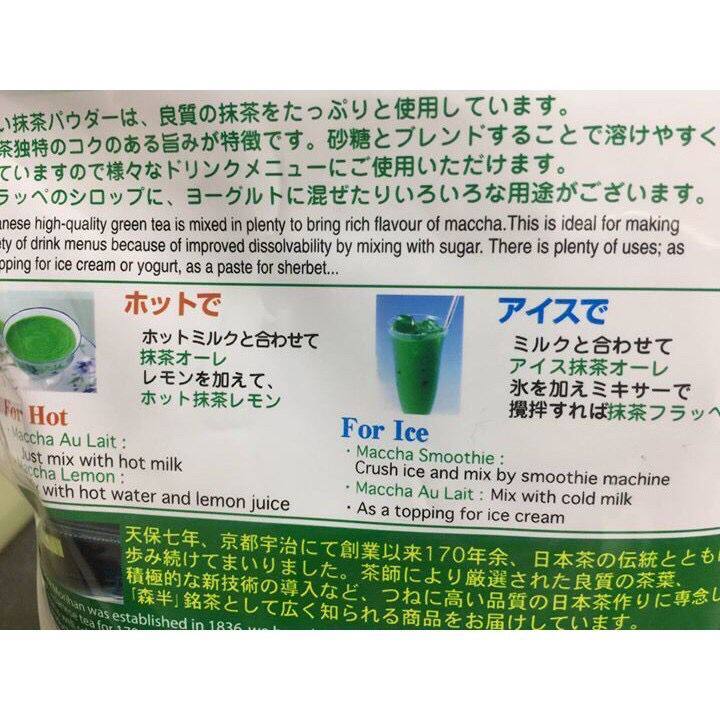 い抹茶パウダーは、良質の抹茶をたっぷりと使用しています。
茶独特のコクのある旨みが特徴です。砂糖とブレンドすることで溶けやすく
ていますので様々なドリンクメニューにご使用いただけます。
ラッペのシロップに、ヨーグルトに混ぜたりいろいろな用途がございます。
anese high-quality green tea is mixed in plenty to bring rich flavour of maccha.This is ideal for making
ety of drink menus because of improved dissolvability by mixing with sugar. There is plenty of uses; as
opping for ice cream or yogurt, as a paste for sherbet...
ホットで
ホットミルクと合わせて
抹茶オーレ
レモンを加えて、
ホット抹茶レモン
For Hot
・Maccha Au Lait :
Just mix with hot milk
Maccha Lemon :
with hot water and lemon juice
アイスで
ミルクと合わせて
アイス抹茶オーレ
氷を加えミキサーで
攪拌すれば抹茶フラッペ
For Ice
・Maccha Smoothie :
Crush ice and mix by smoothie machine
・Maccha Au Lait : Mix with cold milk
・As a topping for ice cream
天保七年、京都宇治にて創業以来170年余、日本茶の伝統とともに
歩み続けてまいりました。茶師により厳選された良質の茶葉、
積極的な新技術の導入など、つねに高い品質の日本茶作りに専念し
「森半」銘茶として広く知られる商品をお届けしています。
was established in 1836, we
tea for